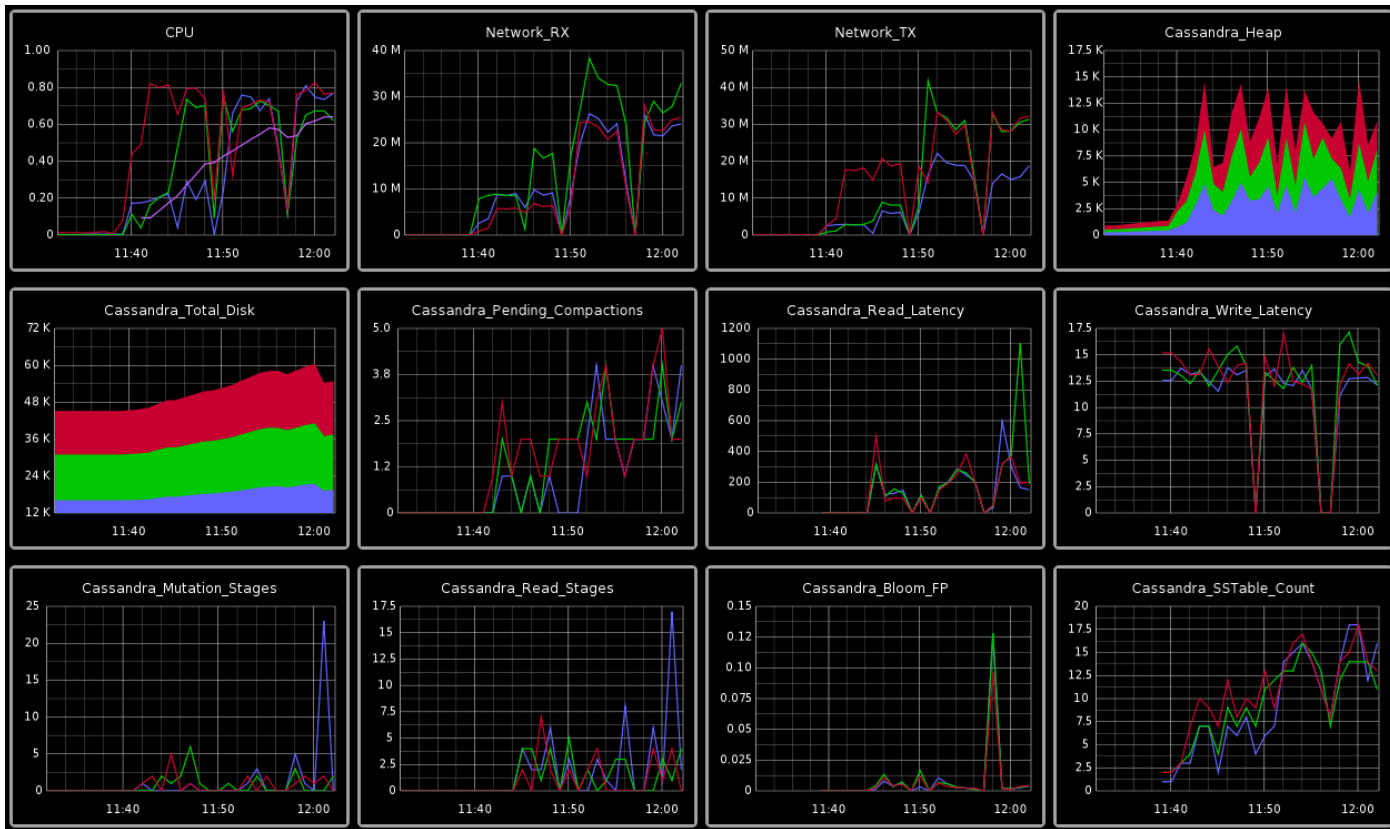 CPU
1.00
0.80
0.60
0.40
0.20
0
11:40 11:50 12:00
Network_RX
40 M
30 M
20 M
10 M
0
11:40 11:50 12:00
Network_TX
50 M
40 M
30 M
20 M
10 M
0
11:40 11:50 12:00
Cassandra_Heap
17.5 K
15 K
12.5 K
10 K
7.5 K
5 K
2.5 K
0
11:40 11:50 12:00
Cassandra_Total_Disk
72 K
60 K
48 K
36 K
24 K
12 K
11:40 11:50 12:00
Cassandra_Pending_Compactions
5.0
3.8
2.5
1.2
0
11:40 11:50 12:00
Cassandra_Read_Latency
1200
1000
800
600
400
200
0
11:40 11:50 12:00
Cassandra_Write_Latency
17.5
15
12.5
10
7.5
5
2.5
0
11:40 11:50 12:00
Cassandra_Mutation_Stages
25
20
15
10
5
0
11:40 11:50 12:00
Cassandra_Read_Stages
17.5
15
12.5
10
7.5
5
2.5
0
11:40 11:50 12:00
Cassandra_Bloom_FP
0.15
0.12
0.10
0.075
0.05
0.025
0
11:40 11:50 12:00
Cassandra_SSTable_Count
20
17.5
15
12.5
10
7.5
5
2.5
0
11:40 11:50 12:00